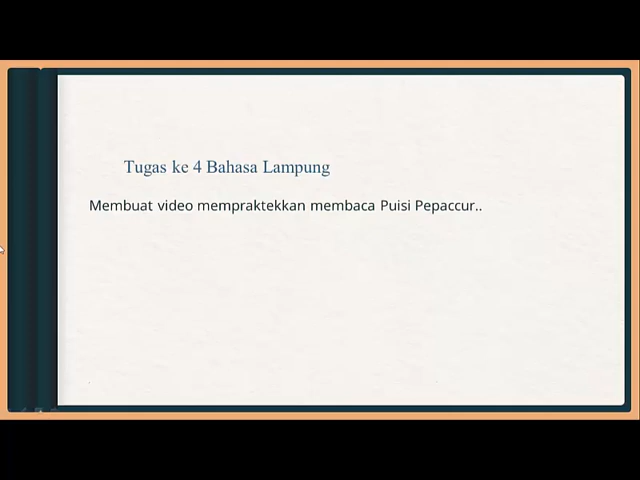 Tugas ke 4 Bahasa Lampung
Membuat video mempraktekkan membaca Puisi Pepaccur..